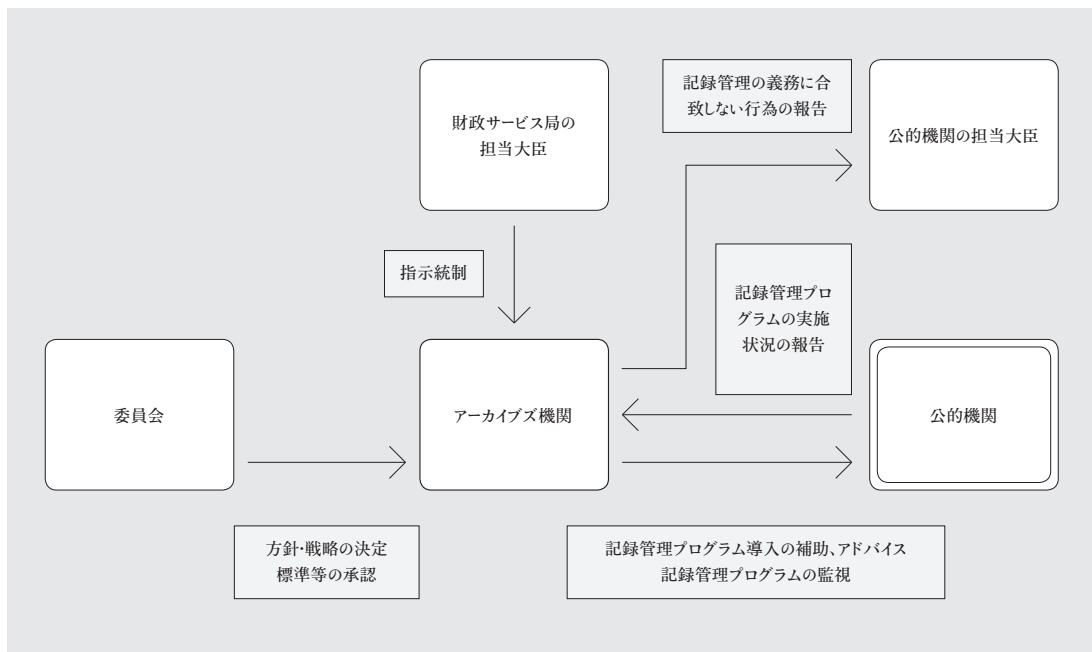 財政サービス局の
担当大臣
記録管理の義務に合
致しない行為の報告
公的機関の担当大臣
指示統制
記録管理プロ
グラムの実施
状況の報告
委員会
アーカイブズ機関
公的機関
方針・戦略の決定
標準等の承認
記録管理プログラム導入の補助、アドバイス
記録管理プログラムの監視